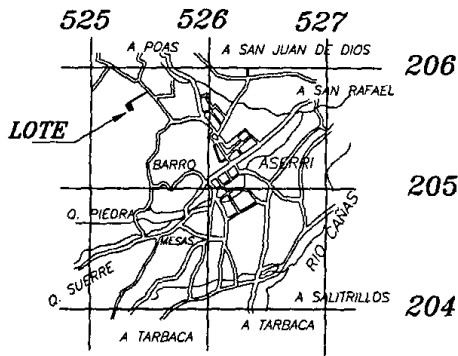 525 526 527
A POAS A SAN JUAN DE DIOS
206
A SAN RAFAEL
LOTE
BARRO ASERRI
205
Q. PIEDRA
MESAS
RIO CAÑAS
Q. SUERRE
A SALITRILLOS
204
A TARBACA A TARBACA